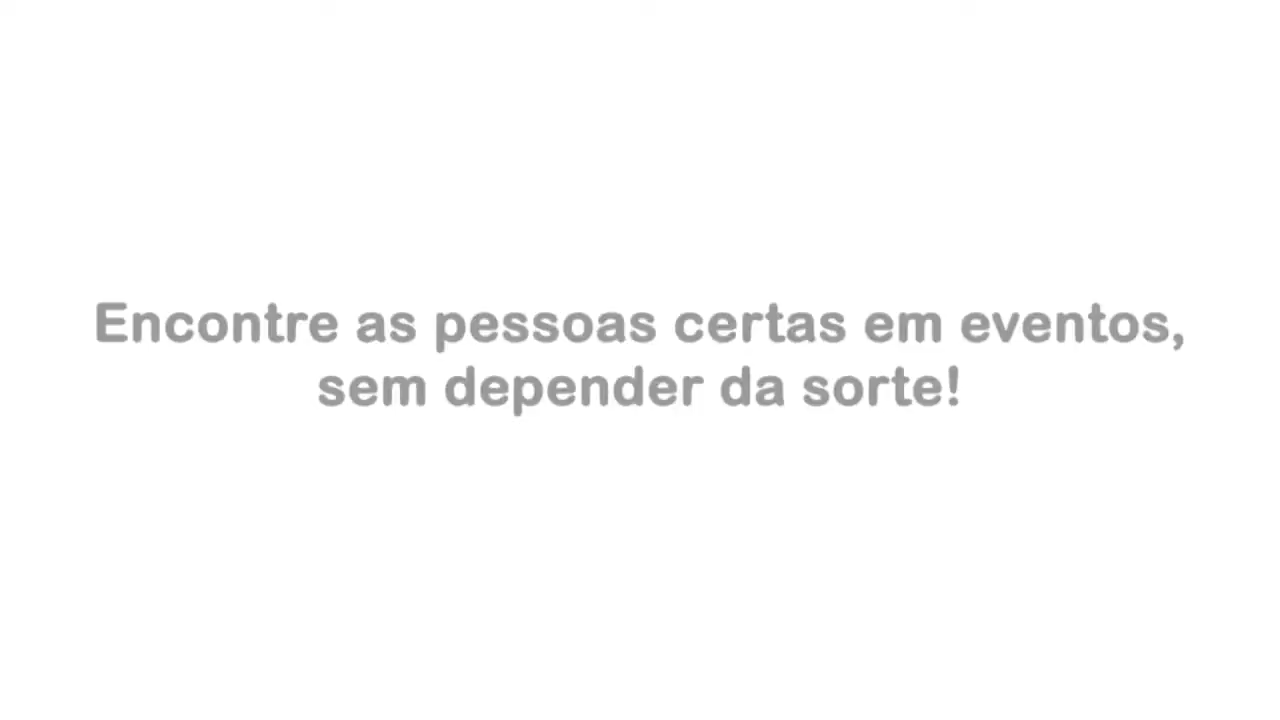 Encontre as pessoas certas em eventos,
sem depender da sorte!